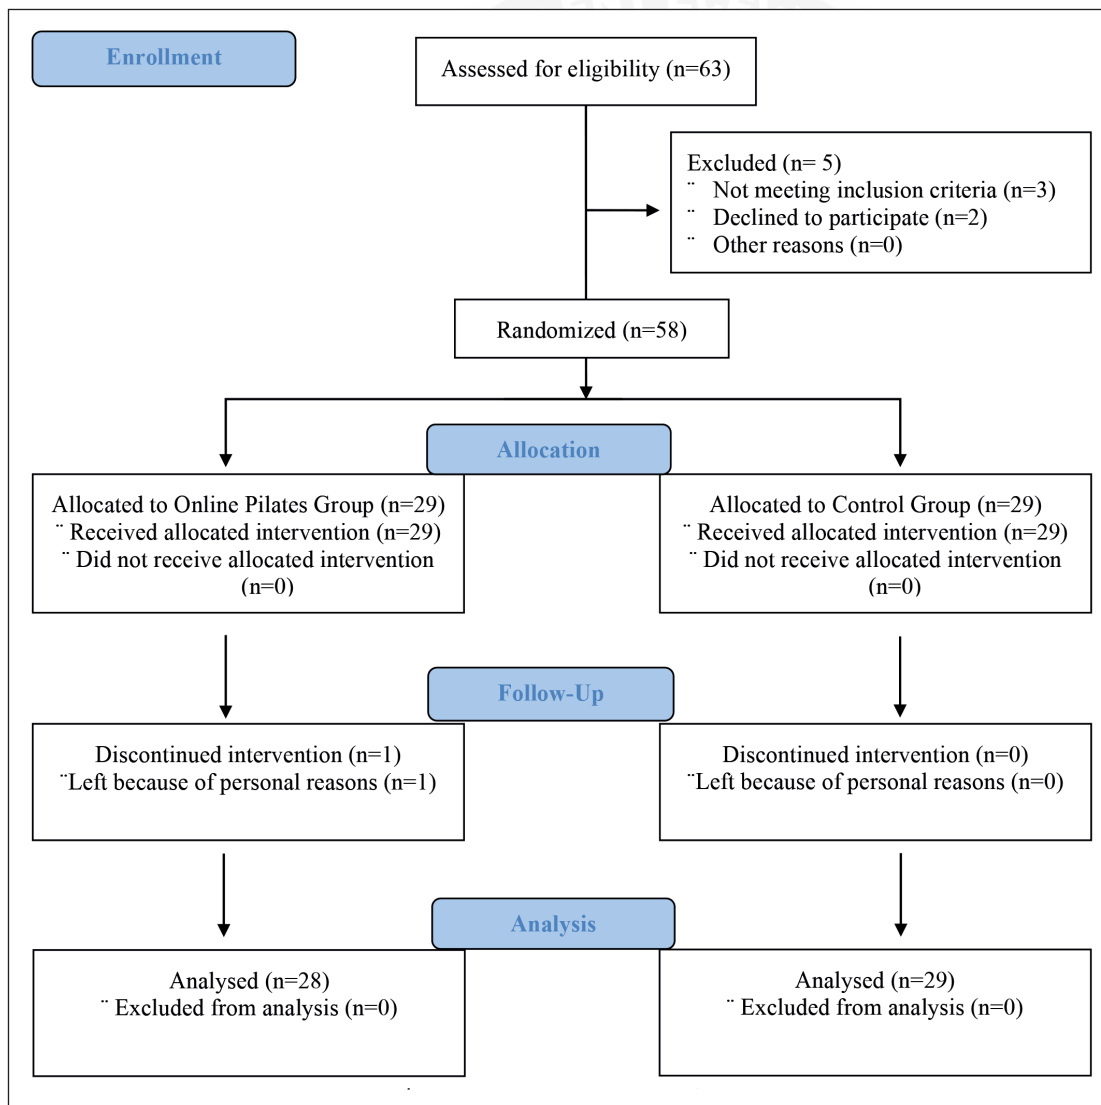 Enrollment
Assessed for eligibility (n=63)
Excluded (n= 5)
¨ Not meeting inclusion criteria (n=3)
¨ Declined to participate (n=2)
¨ Other reasons (n=0)
Randomized (n=58)
Allocation
Allocated to Online Pilates Group (n=29)
¨ Received allocated intervention (n=29)
¨ Did not receive allocated intervention
(n=0)
Allocated to Control Group (n=29)
¨ Received allocated intervention (n=29)
¨ Did not receive allocated intervention
(n=0)
Follow-Up
Discontinued intervention (n=1)
¨Left because of personal reasons (n=1)
Discontinued intervention (n=0)
¨Left because of personal reasons (n=0)
Analysis
Analysed (n=28)
¨ Excluded from analysis (n=0)
Analysed (n=29)
¨ Excluded from analysis (n=0)